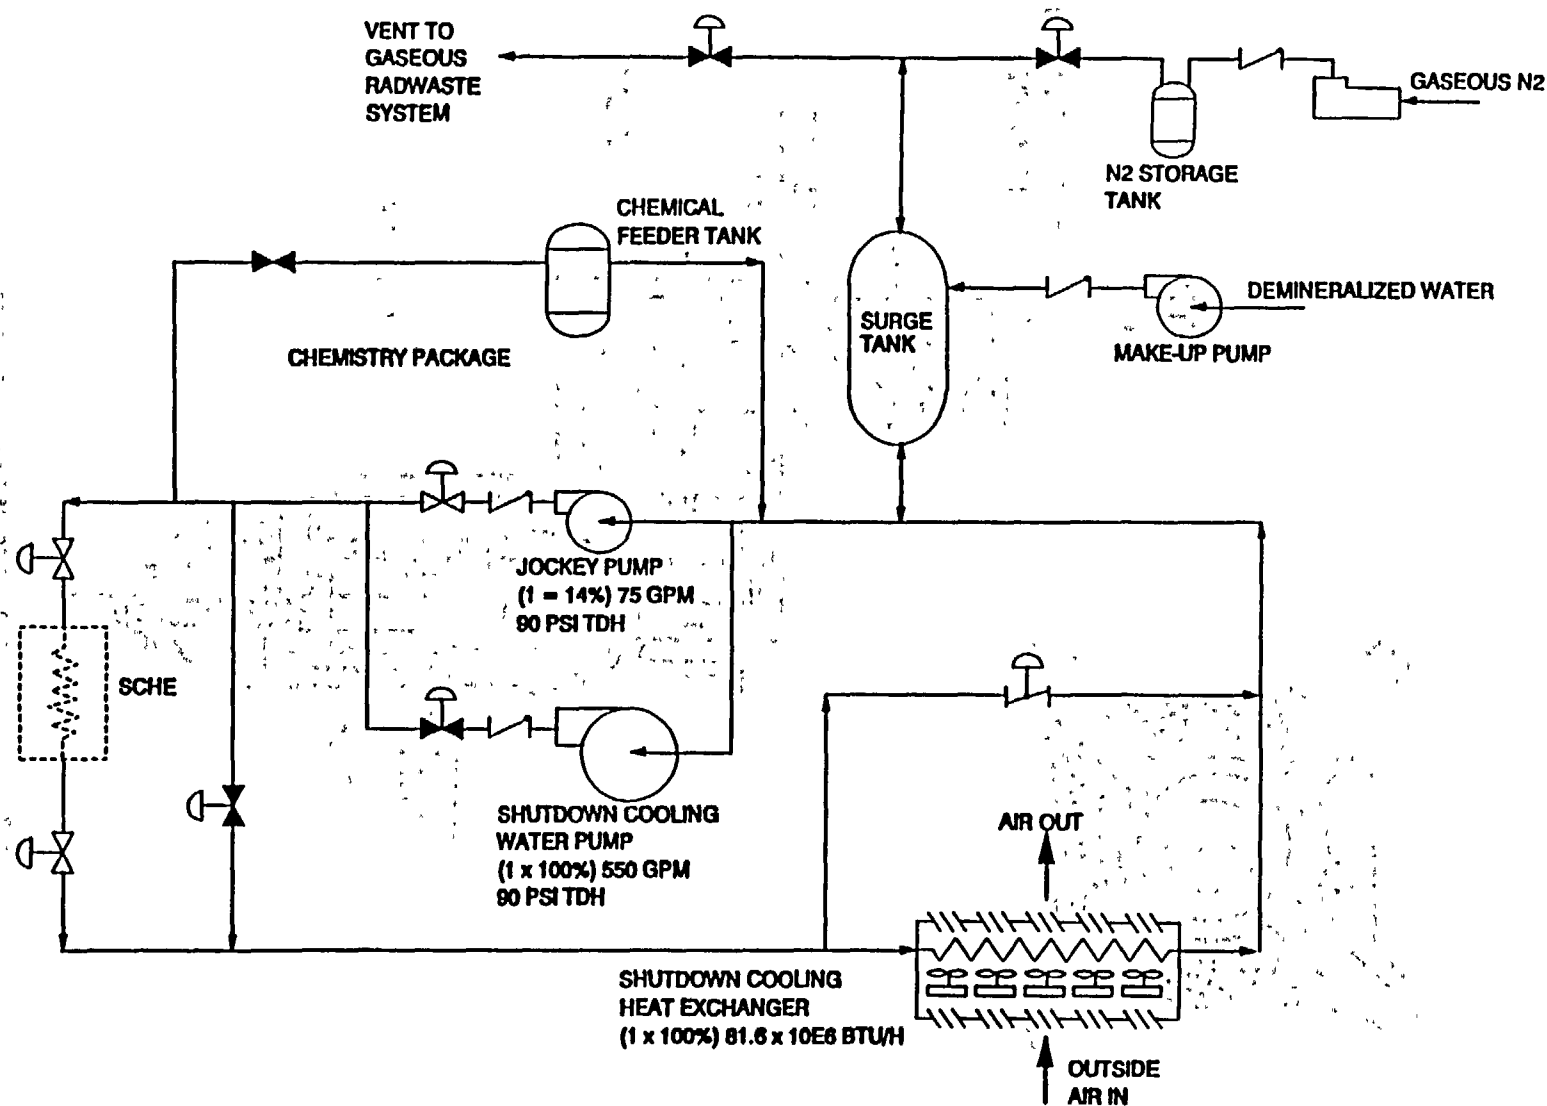 VENT TO
GASEOUS
RADWASTE
SYSTEM
GASEOUS N2
N2 STORAGE
TANK
CHEMICAL
FEEDER TANK
DEMINERALIZED WATER
SURGE
TANK
MAKE-UP PUMP
CHEMISTRY PACKAGE
JOCKEY PUMP
(1 = 14%) 75 GPM
90 PSI TDH
SCHE
SHUTDOWN COOLING
WATER PUMP
(1 x 100%) 550 GPM
90 PSI TDH
AIR OUT
SHUTDOWN COOLING
HEAT EXCHANGER
(1 x 100%) 81.6 x 10E6 BTU/H
OUTSIDE
AIR IN